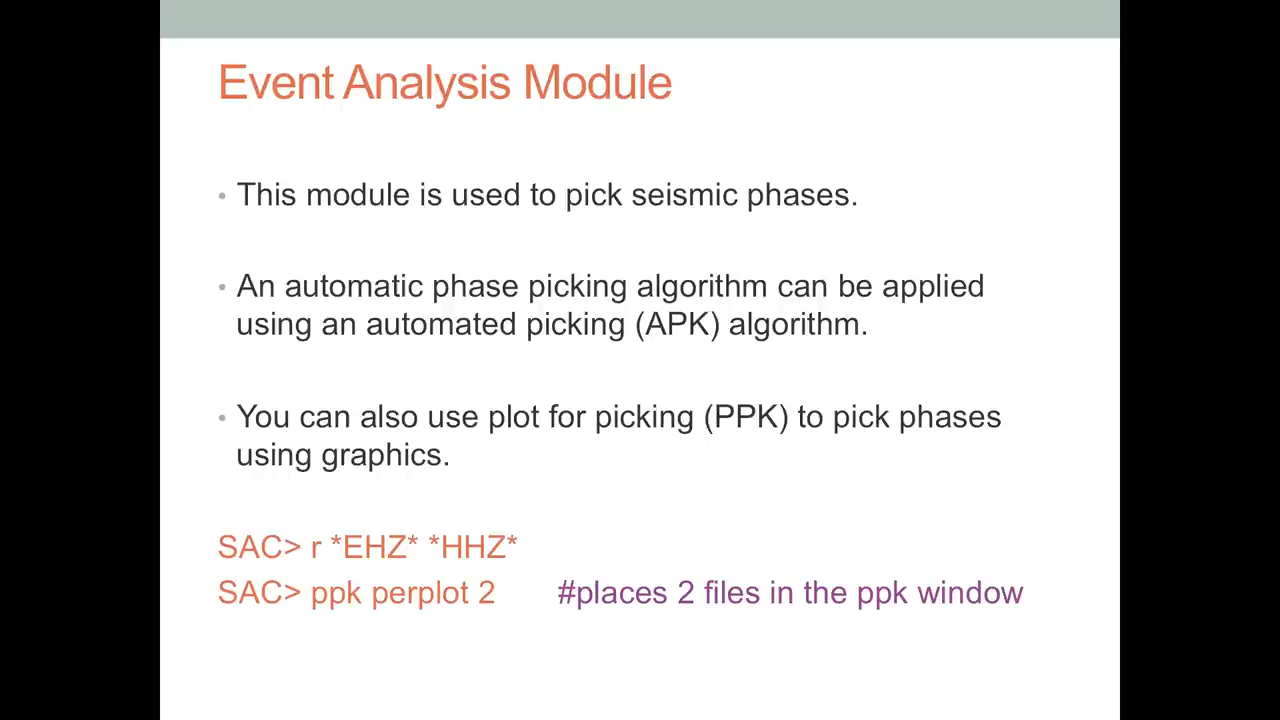 Event Analysis Module
• This module is used to pick seismic phases.
• An automatic phase picking algorithm can be applied
using an automated picking (APK) algorithm.
• You can also use plot for picking (PPK) to pick phases
using graphics.
SAC> r *EHZ* *HHZ*
SAC> ppk perplot 2 #places 2 files in the ppk window